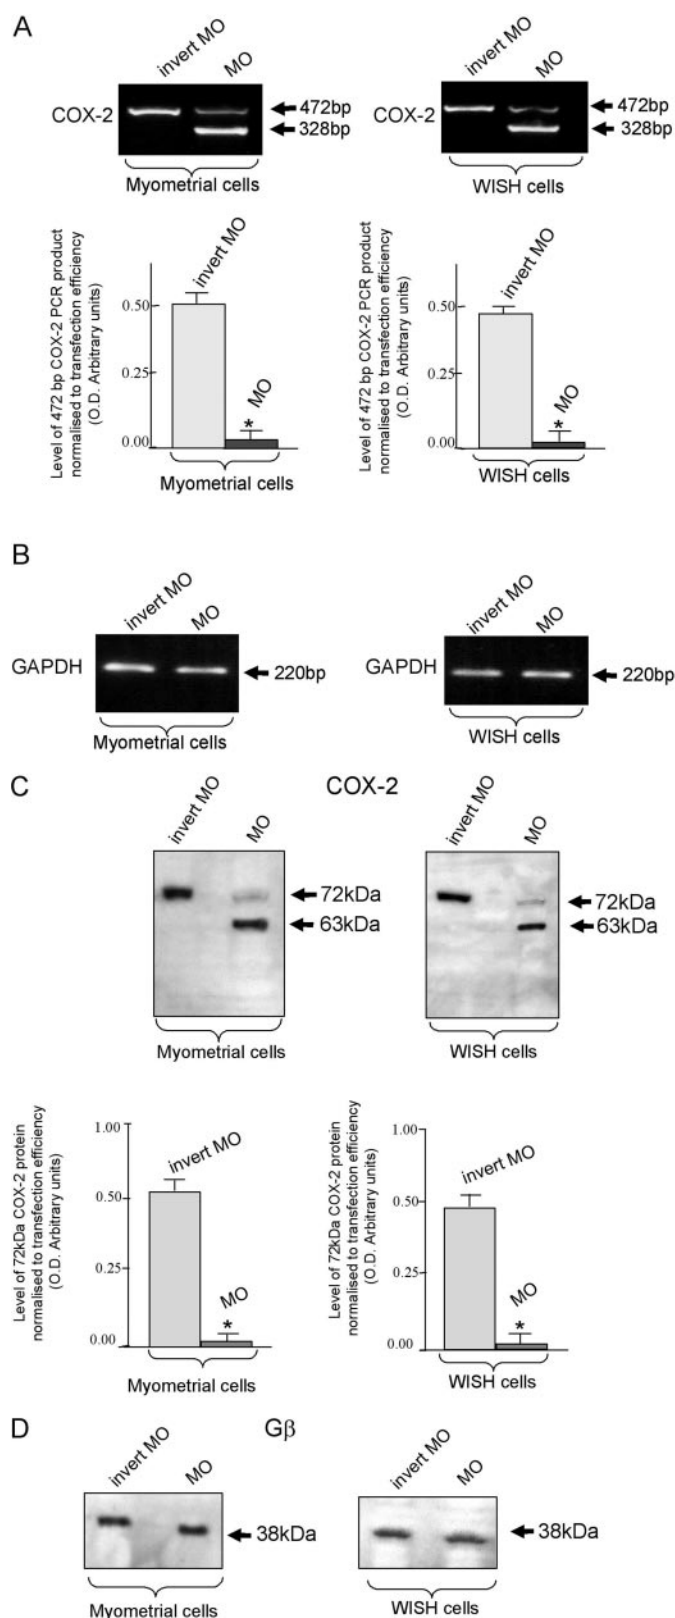 A
invert MO
MO
COX-2
472bp
328bp
Myometrial cells
invert MO
MO
COX-2
472bp
328bp
WISH cells
Level of 472 bp COX-2 PCR product
normalised to transfection efficiency
(O.D. Arbitrary units)
0.50
0.25
0.00
invert MO
* MO
Myometrial cells
Level of 472 bp COX-2 PCR product
normalised to transfection efficiency
(O.D. Arbitrary units)
0.50
0.25
0.00
invert MO
* MO
WISH cells
B
invert MO
MO
GAPDH
220bp
Myometrial cells
invert MO
MO
GAPDH
220bp
WISH cells
C
COX-2
invert MO
MO
72kDa
63kDa
Myometrial cells
invert MO
MO
72kDa
63kDa
WISH cells
Level of 72kDa COX-2 protein
normalised to transfection efficiency
(O.D. Arbitrary units)
1.00
0.50
0.25
0.00
invert MO
MO
*
Myometrial cells
Level of 72kDa COX-2 protein
normalised to transfection efficiency
(O.D. Arbitrary units)
1.00
0.50
0.25
0.00
invert MO
MO
*
WISH cells
D
Gβ
invert MO
MO
38kDa
Myometrial cells
invert MO
MO
38kDa
WISH cells